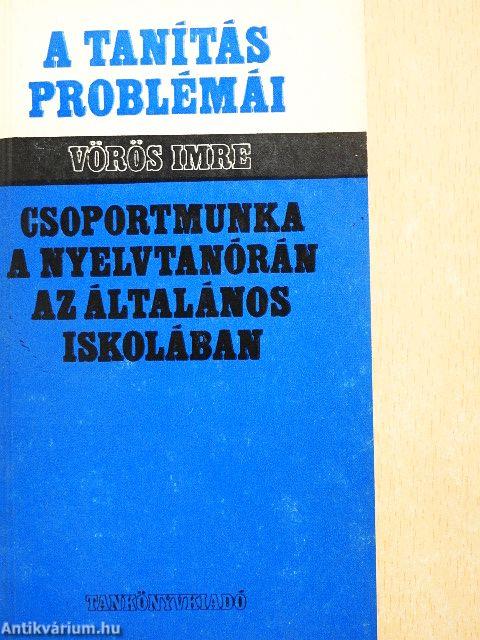 A TANÍTÁS
PROBLÉMÁI
VÖRÖS IMRE
CSOPORTMUNKA
A NYELVTANÓRÁN
AZ ÁLTALÁNOS
ISKOLÁBAN
TANKÖNYVKIADÓ
Antikvárium.hu